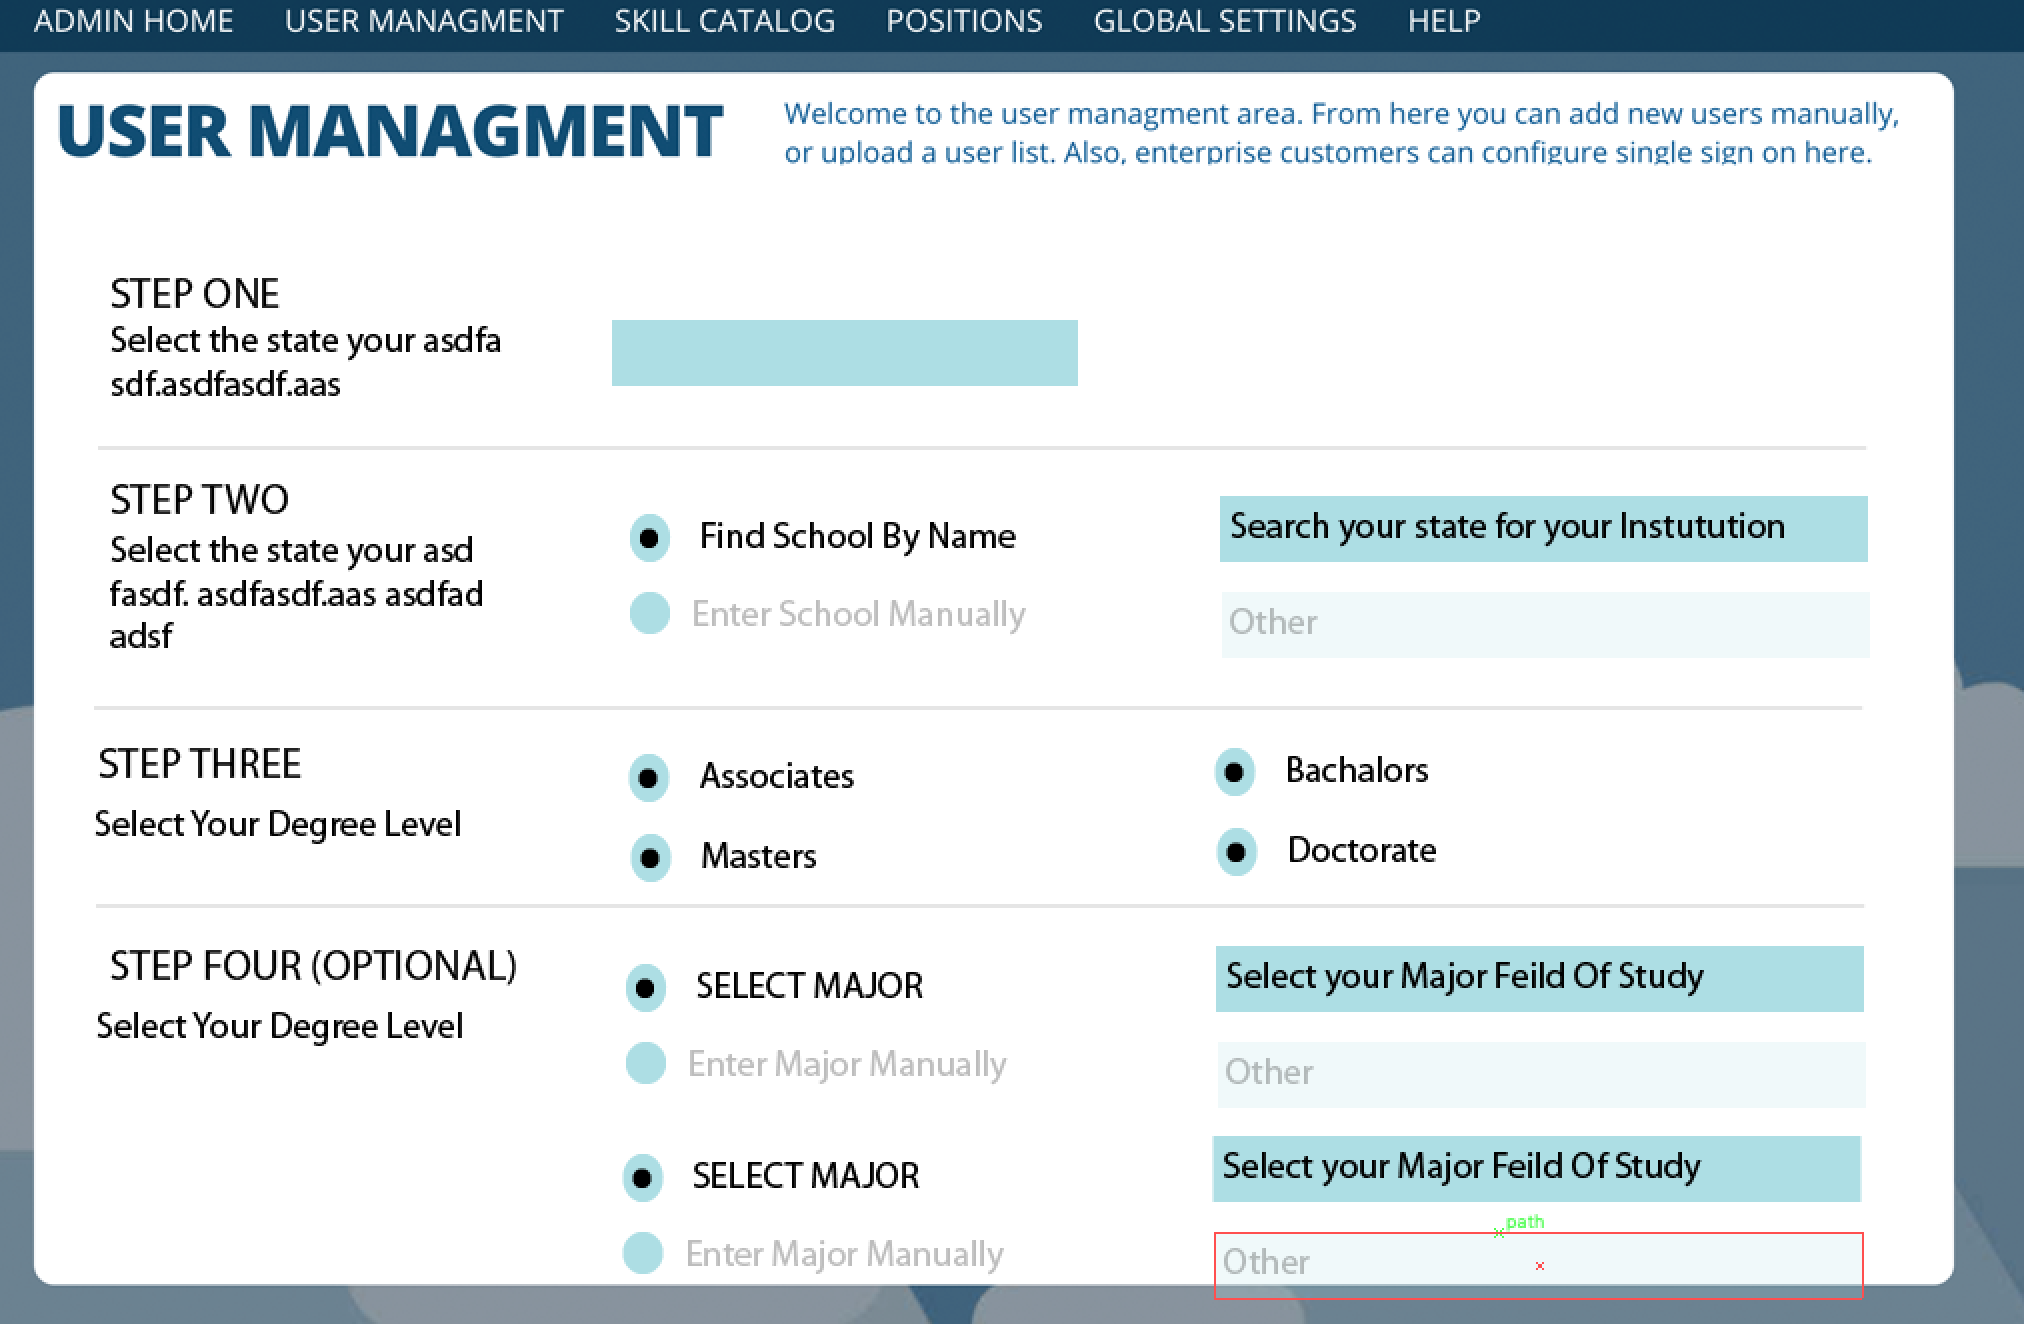 ADMIN HOME USER MANAGMENT SKILL CATALOG POSITIONS GLOBAL SETTINGS HELP
USER MANAGMENT
Welcome to the user managment area. From here you can add new users manually,
or upload a user list. Also, enterprise customers can configure single sign on here.
STEP ONE
Select the state your asdfa
sdf.asdfasdf.aas
STEP TWO
Select the state your asd
fasdf. asdfasdf.aas asdfad
adsf
Find School By Name
Search your state for your Instutution
Enter School Manually
Other
STEP THREE
Select Your Degree Level
Associates
Bachalors
Masters
Doctorate
STEP FOUR (OPTIONAL)
Select Your Degree Level
SELECT MAJOR
Select your Major Feild Of Study
Enter Major Manually
Other
SELECT MAJOR
Select your Major Feild Of Study
path
Enter Major Manually
Other